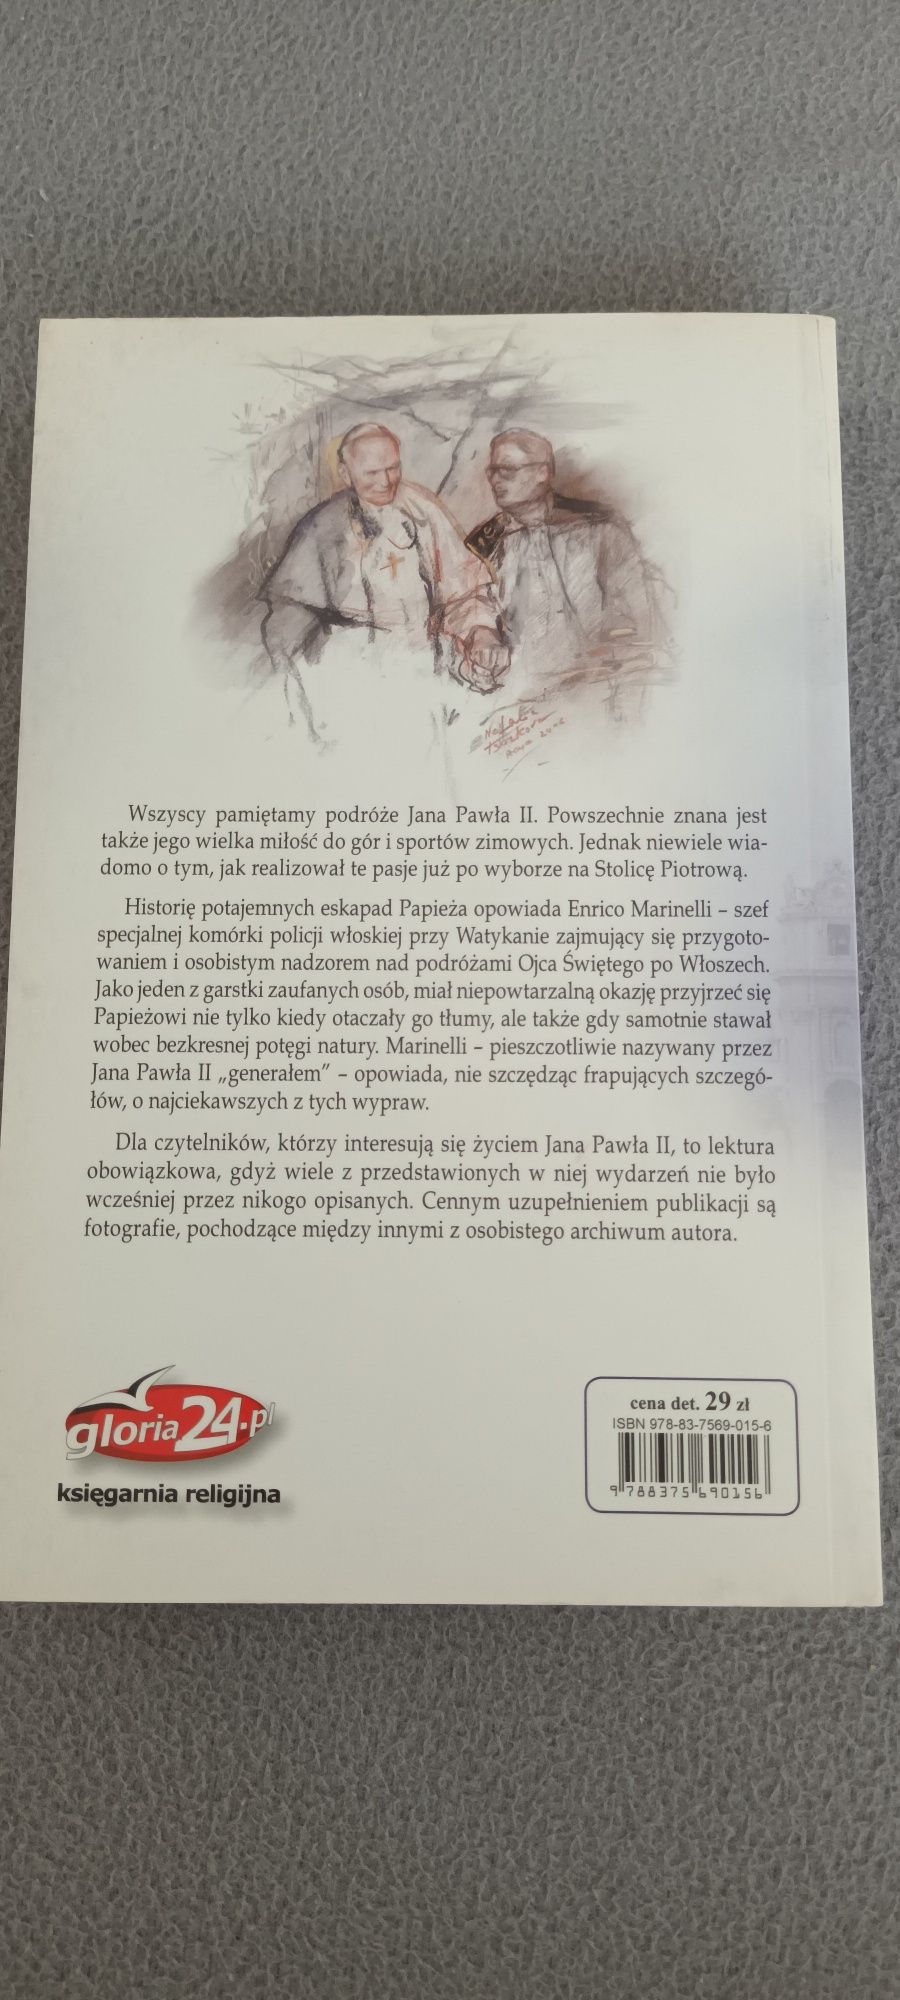 Natalia
Tsarkova
Roma 2002
Wszyscy pamiętamy podróże Jana Pawła II. Powszechnie znana jest
także jego wielka miłość do gór i sportów zimowych. Jednak niewiele wia-
domo o tym, jak realizował te pasje już po wyborze na Stolicę Piotrową.
Historię potajemnych eskapad Papieża opowiada Enrico Marinelli – szef
specjalnej komórki policji włoskiej przy Watykanie zajmujący się przygoto-
waniem i osobistym nadzorem nad podróżami Ojca Świętego po Włoszech.
Jako jeden z garstki zaufanych osób, miał niepowtarzalną okazję przyjrzeć się
Papieżowi nie tylko kiedy otaczały go tłumy, ale także gdy samotnie stawał
wobec bezkresnej potęgi natury. Marinelli – pieszczotliwie nazywany przez
Jana Pawła II „generałem” – opowiada, nie szczędząc frapujących szczegó-
łów, o najciekawszych z tych wypraw.
Dla czytelników, którzy interesują się życiem Jana Pawła II, to lektura
obowiązkowa, gdyż wiele z przedstawionych w niej wydarzeń nie było
wcześniej przez nikogo opisanych. Cennym uzupełnieniem publikacji są
fotografie, pochodzące między innymi z osobistego archiwum autora.
gloria24.pl
księgarnia religijna
cena det. 29 zł
ISBN 978-83-7569-015-6
9 788375 690156